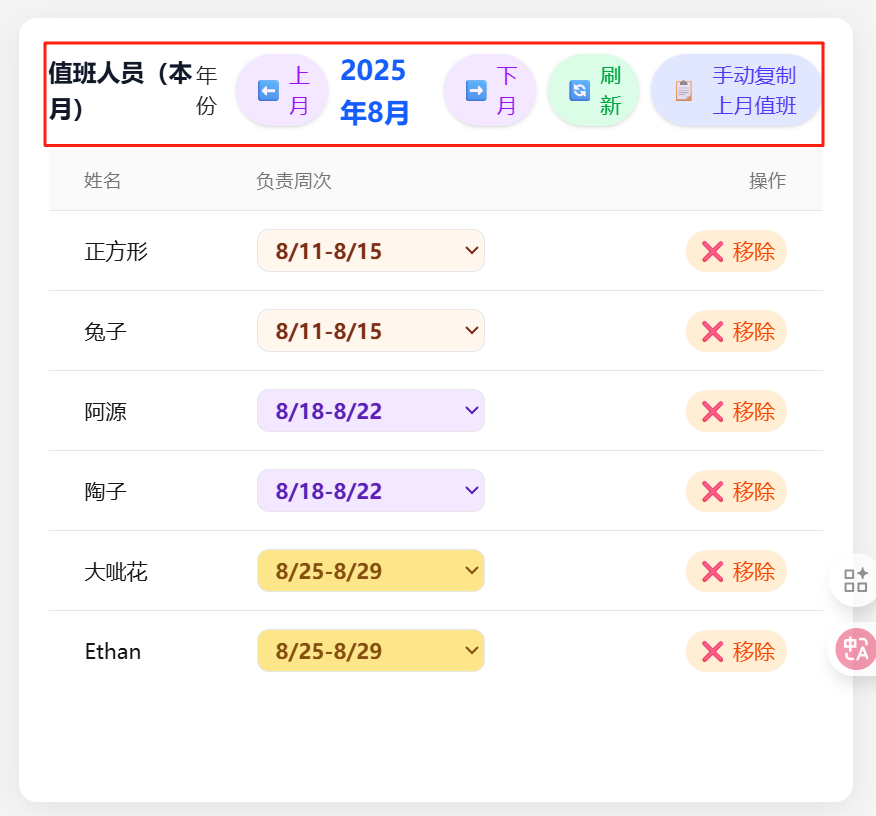 值班人员（本
月）
年
份
上
月
2025
年8月
下
月
刷
新
手动复制
上月值班
姓名 负责周次 操作
正方形 8/11-8/15 移除
兔子 8/11-8/15 移除
阿源 8/18-8/22 移除
陶子 8/18-8/22 移除
大呲花 8/25-8/29 移除
Ethan 8/25-8/29 移除
中 A